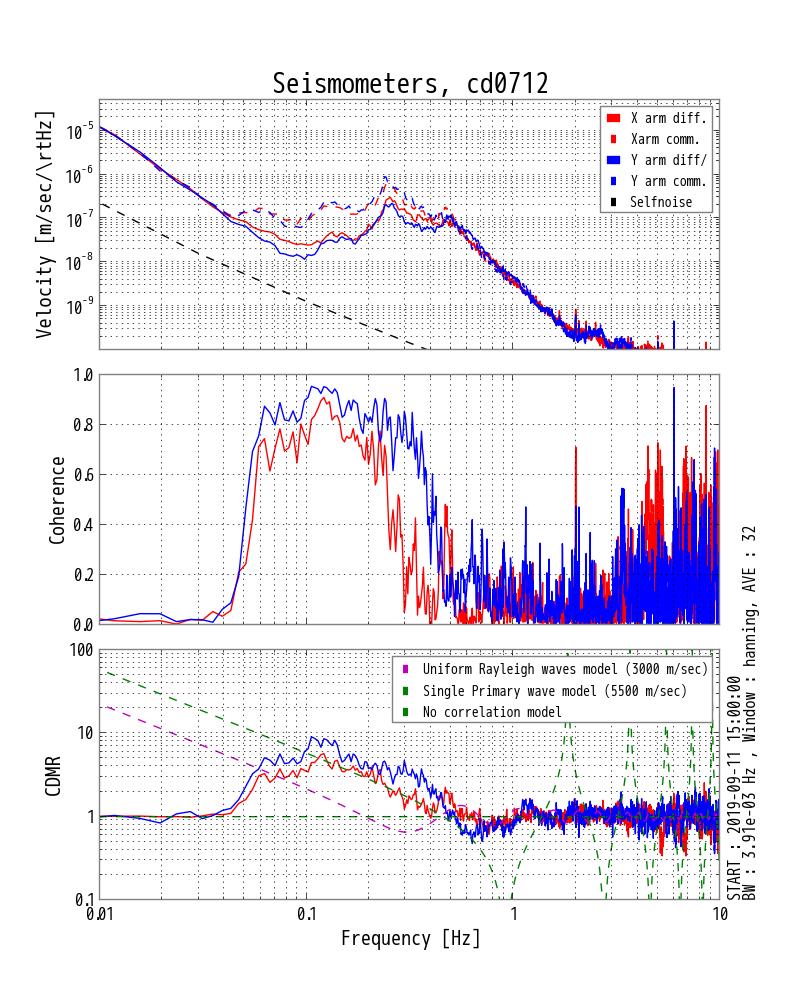 Seismometers, cd0712
Velocity [m/sec/\rtHz]
10^-5
10^-6
10^-7
10^-8
10^-9
X arm diff.
Xarm comm.
Y arm diff/
Y arm comm.
Selfnoise
Coherence
1.0
0.8
0.6
0.4
0.2
0.0
CDMR
100
10
1
0.1
Uniform Rayleigh waves model (3000 m/sec)
Single Primary wave model (5500 m/sec)
No correlation model
0.01
0.1
1
10
Frequency [Hz]
START : 2019-09-11 15:00:00
BW : 3.91e-03 Hz , Window : hanning, AVE : 32